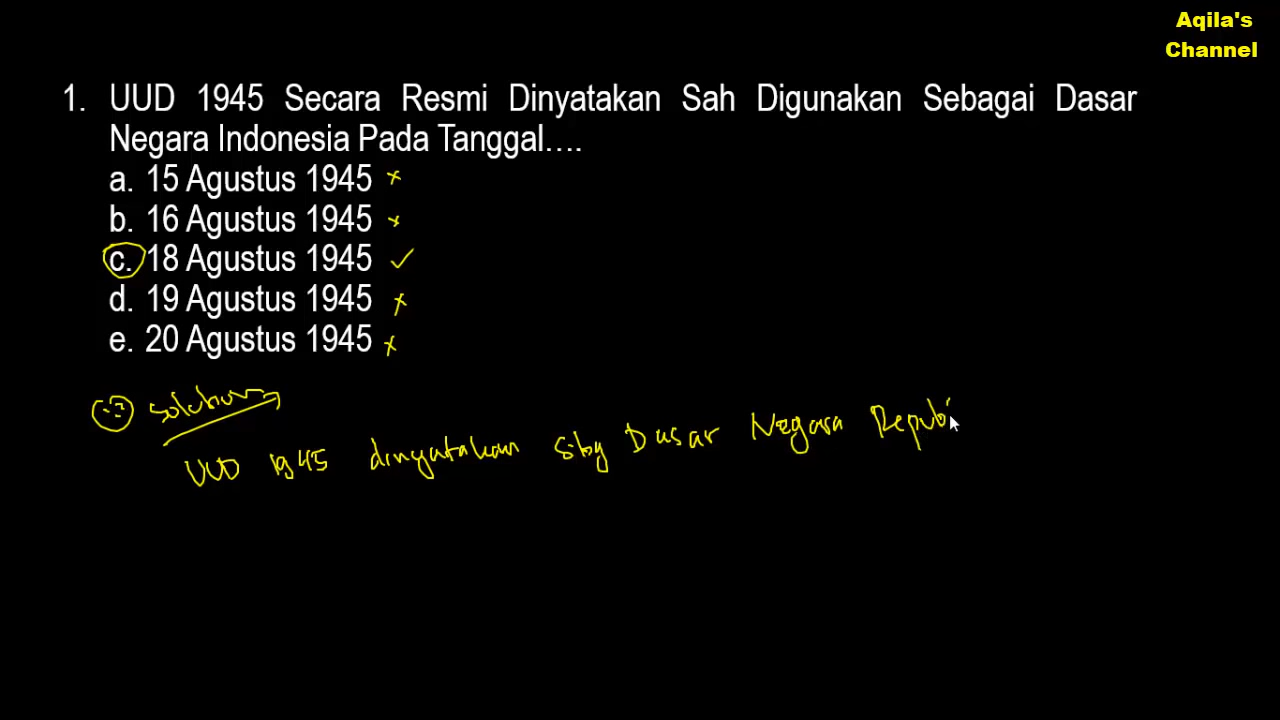 Aqila's
Channel
1. UUD 1945 Secara Resmi Dinyatakan Sah Digunakan Sebagai Dasar
Negara Indonesia Pada Tanggal....
a. 15 Agustus 1945 ×
b. 16 Agustus 1945 ×
c. 18 Agustus 1945 ✓
d. 19 Agustus 1945 ×
e. 20 Agustus 1945 ×
Solution
UUD 1945 dinyatakan sbg Dasar Negara Republi